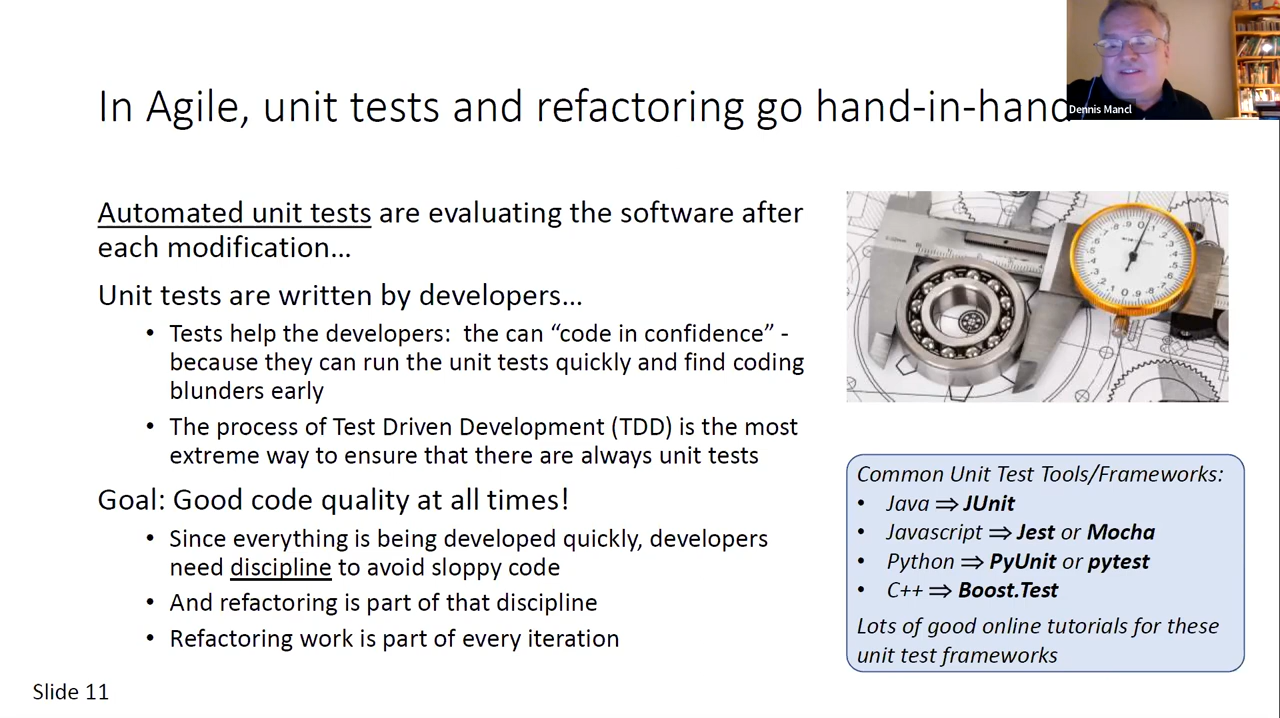 In Agile, unit tests and refactoring go hand-in-hand
Dennis Mancl
Automated unit tests are evaluating the software after
each modification...
Unit tests are written by developers...
• Tests help the developers: the can “code in confidence” -
because they can run the unit tests quickly and find coding
blunders early
• The process of Test Driven Development (TDD) is the most
extreme way to ensure that there are always unit tests
Goal: Good code quality at all times!
• Since everything is being developed quickly, developers
need discipline to avoid sloppy code
• And refactoring is part of that discipline
• Refactoring work is part of every iteration
Common Unit Test Tools/Frameworks:
• Java ⇒ JUnit
• Javascript ⇒ Jest or Mocha
• Python ⇒ PyUnit or pytest
• C++ ⇒ Boost.Test
Lots of good online tutorials for these
unit test frameworks
Slide 11